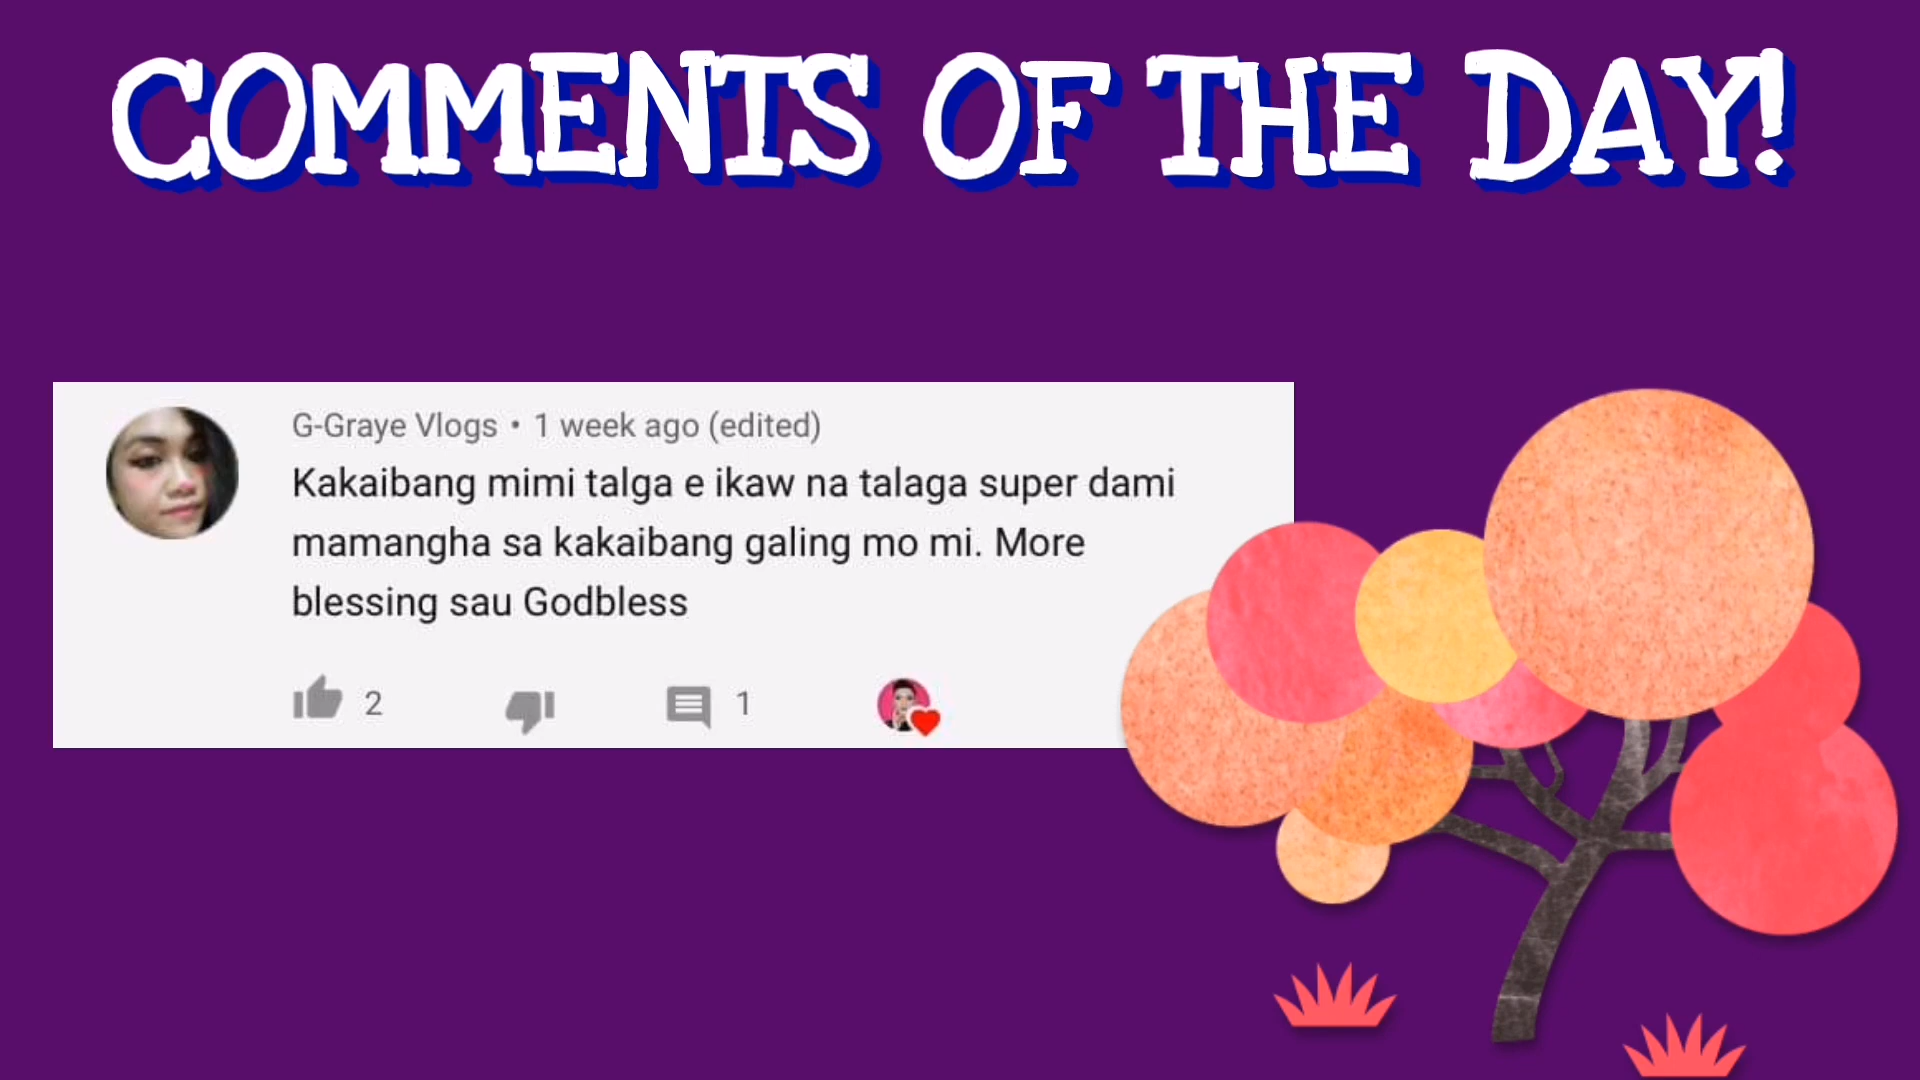 COMMENTS OF THE DAY!
G-Graye Vlogs • 1 week ago (edited)
Kakaibang mimi talga e ikaw na talaga super dami
mamangha sa kakaibang galing mo mi. More
blessing sau Godbless
2 1